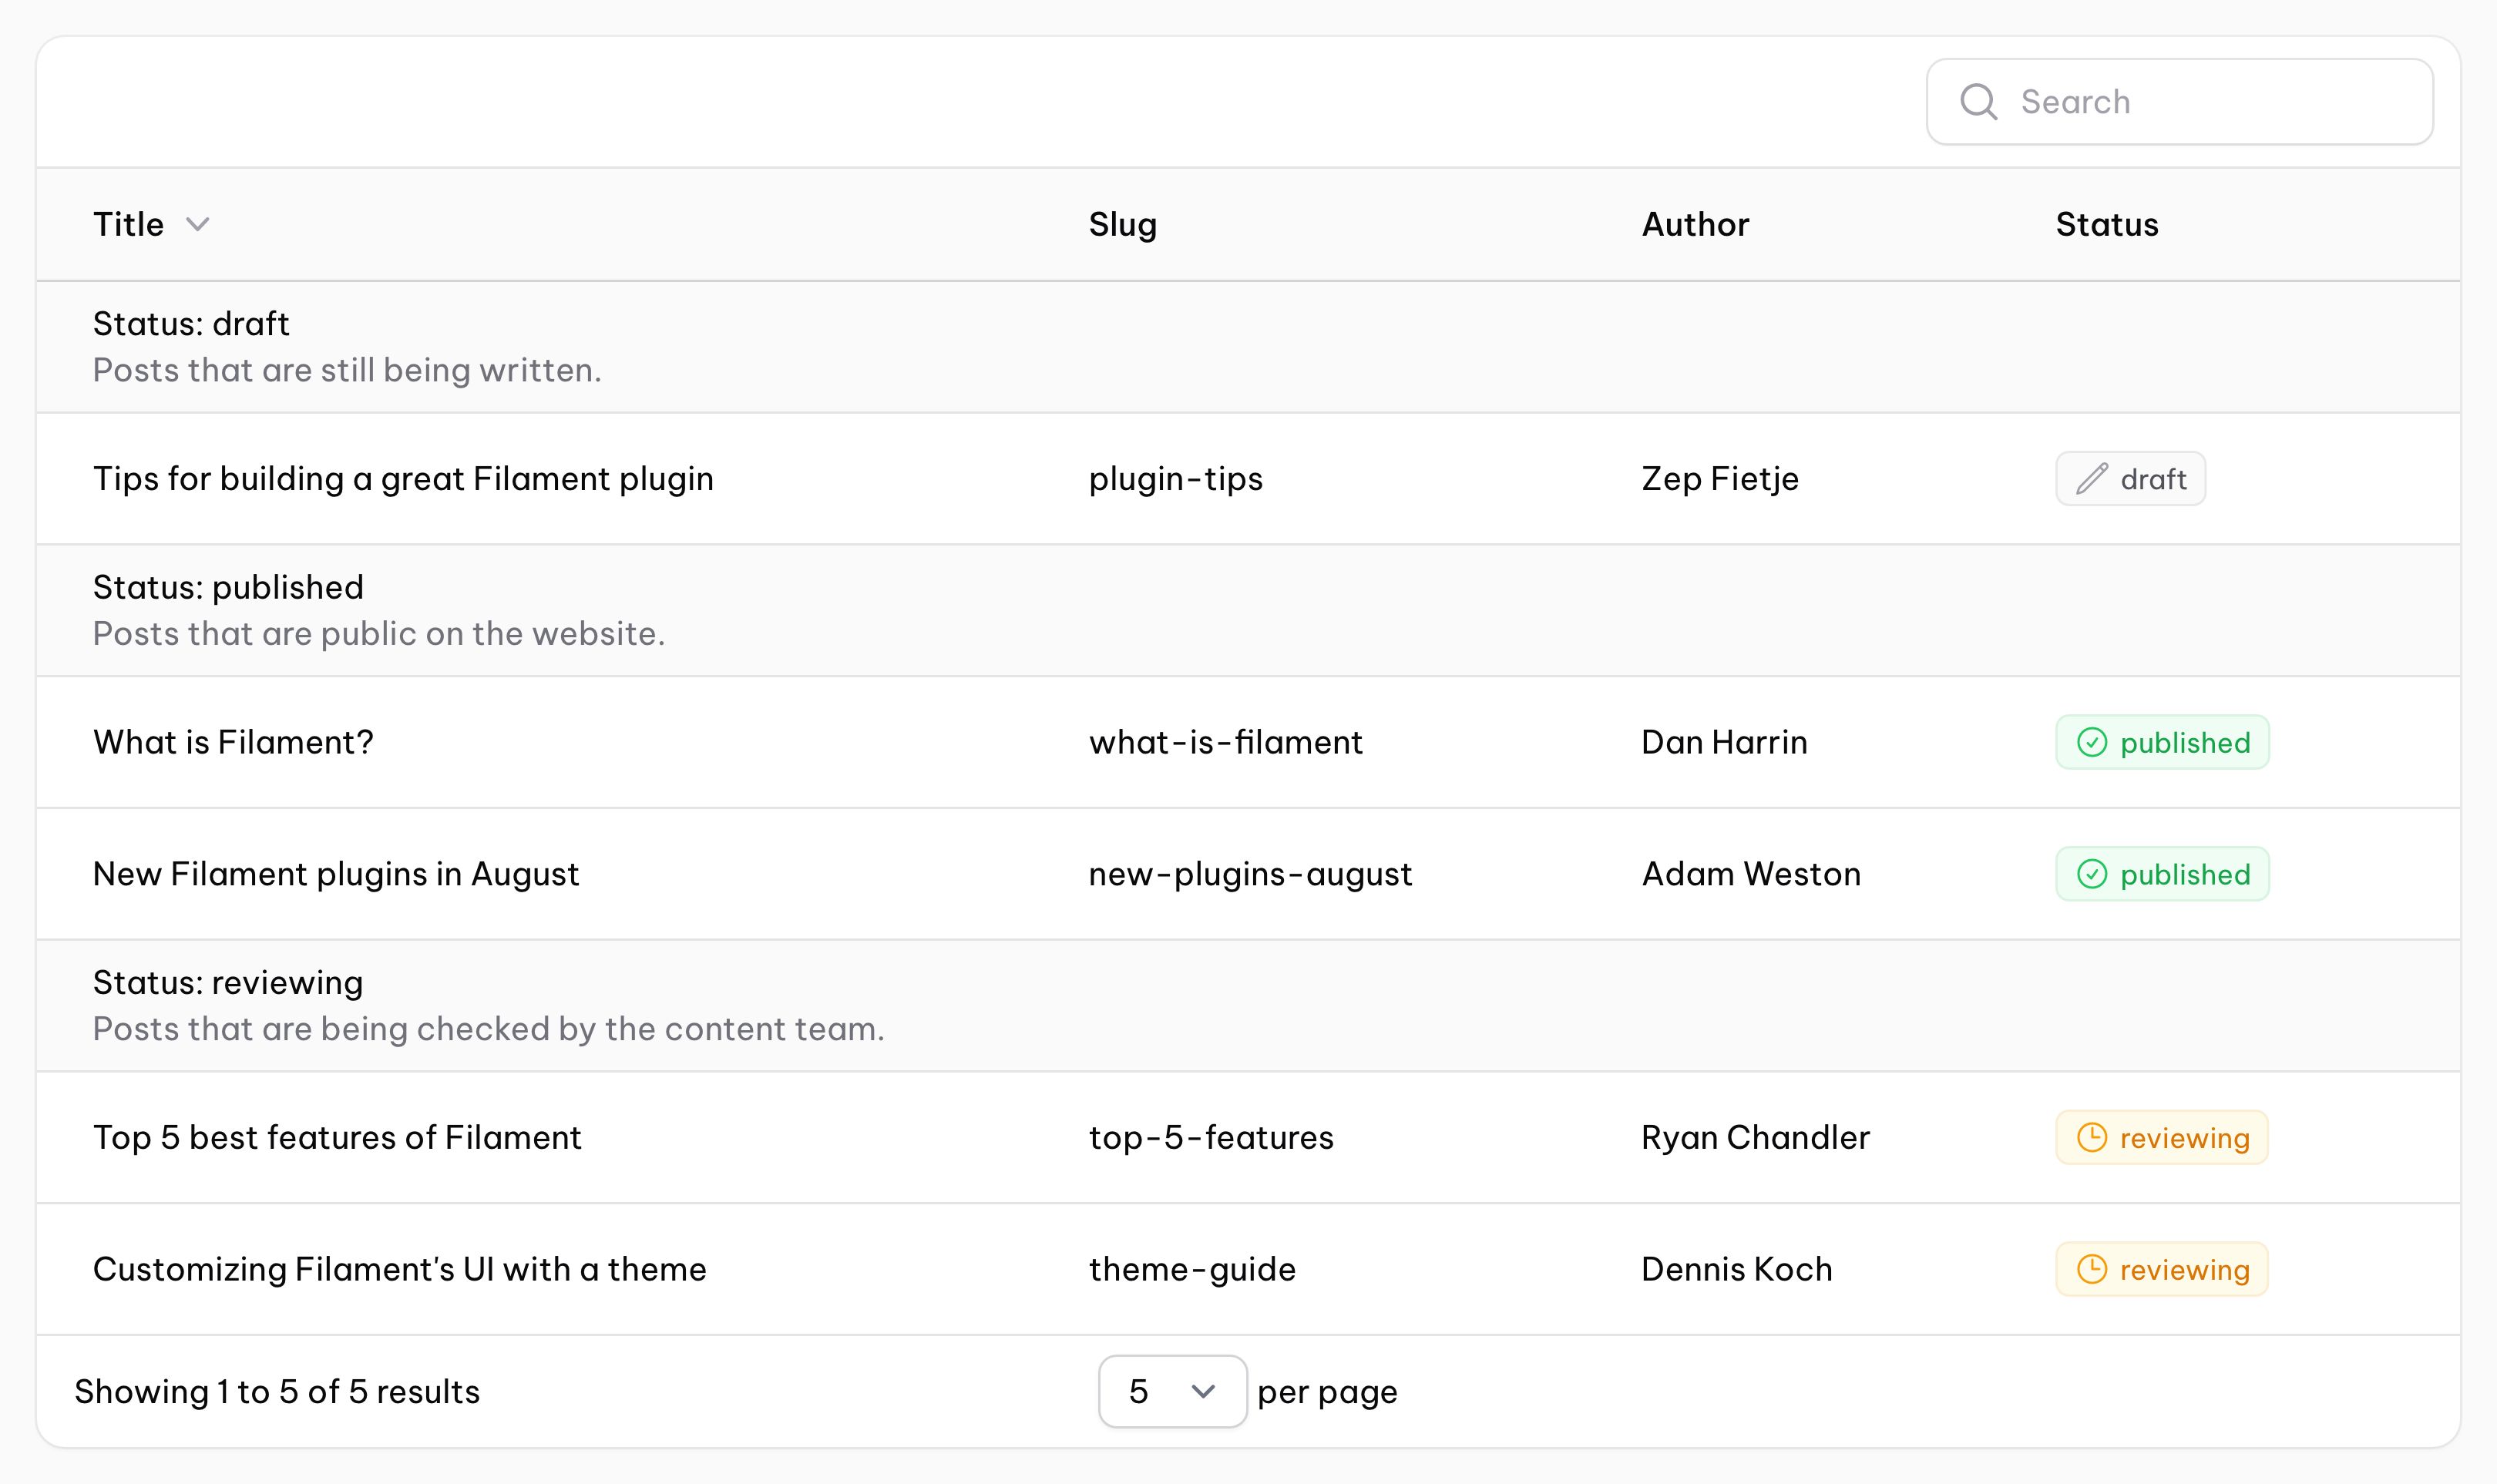 Search
Title Slug Author Status
Status: draft
Posts that are still being written.
Tips for building a great Filament plugin plugin-tips Zep Fietje draft
Status: published
Posts that are public on the website.
What is Filament? what-is-filament Dan Harrin published
New Filament plugins in August new-plugins-august Adam Weston published
Status: reviewing
Posts that are being checked by the content team.
Top 5 best features of Filament top-5-features Ryan Chandler reviewing
Customizing Filament's UI with a theme theme-guide Dennis Koch reviewing
Showing 1 to 5 of 5 results 5 per page